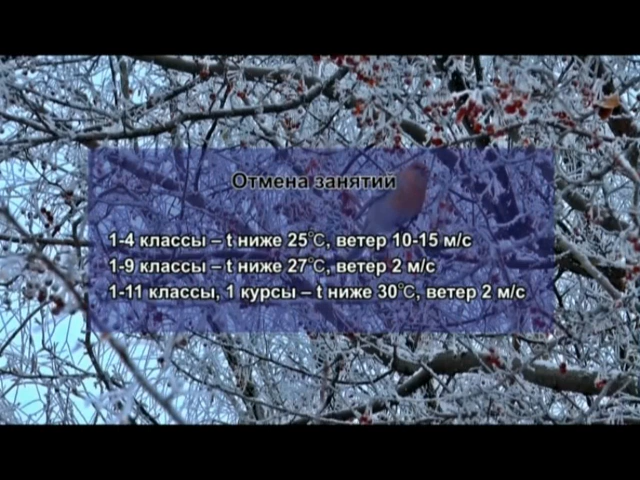 Отмена занятий
1-4 классы – t ниже 25℃, ветер 10-15 м/с
1-9 классы – t ниже 27℃, ветер 2 м/с
1-11 классы, 1 курсы – t ниже 30℃, ветер 2 м/с